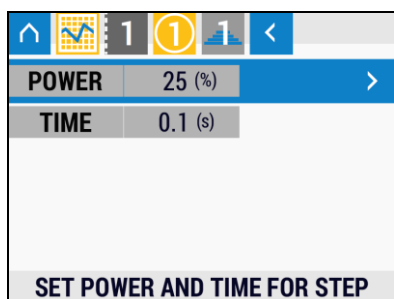 1 1 1
POWER 25 (%)
TIME 0.1 (s)
SET POWER AND TIME FOR STEP